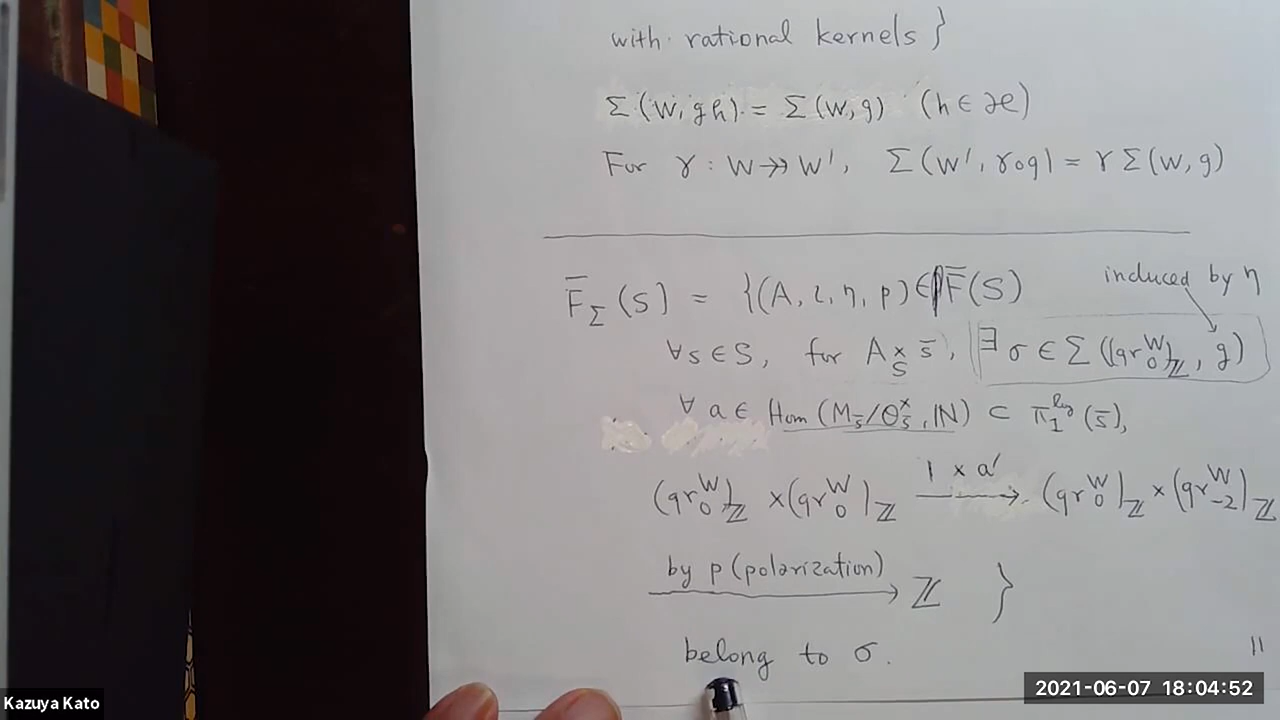 with rational kernels }
Σ(W, gh) = Σ(W, g) (h ∈ ℋ)
For γ : W ↠ W′, Σ(W′, γ∘g) = γ Σ(W, g)
F̄_Σ(S) = {(A, ι, η, p) ∈ F̄(S) induced by η
∀s ∈ S, for A ×_S s̄, ∃ σ ∈ Σ((gr^W_0)_ℤ, g)
∀ a ∈ Hom(M_s̄/O^×_s̄, ℕ) ⊂ π_1^log(s̄),
(gr^W_0)_ℤ × (gr^W_0)_ℤ —1 × a′→ (gr^W_0)_ℤ × (gr^W_{-2})_ℤ
—by p (polarization)→ ℤ }
belong to σ.
11
Kazuya Kato
2021-06-07 18:04:52